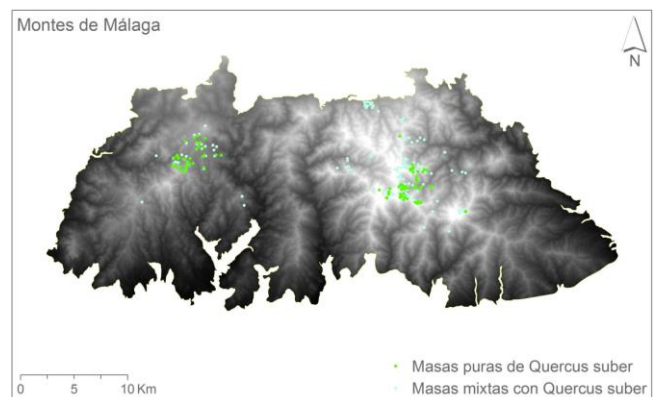 Montes de Málaga
N
Masas puras de Quercus suber
0 5 10 Km
Masas mixtas con Quercus suber